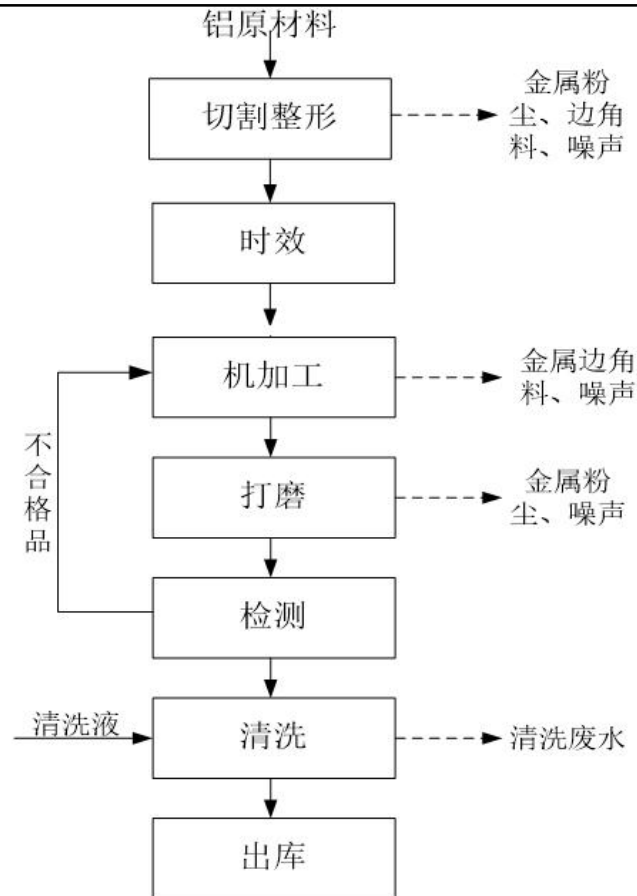 铝原材料
切割整形
金属粉
尘、边角
料、噪声
时效
机加工
金属边角
料、噪声
不合格品
打磨
金属粉
尘、噪声
检测
清洗液
清洗
清洗废水
出库